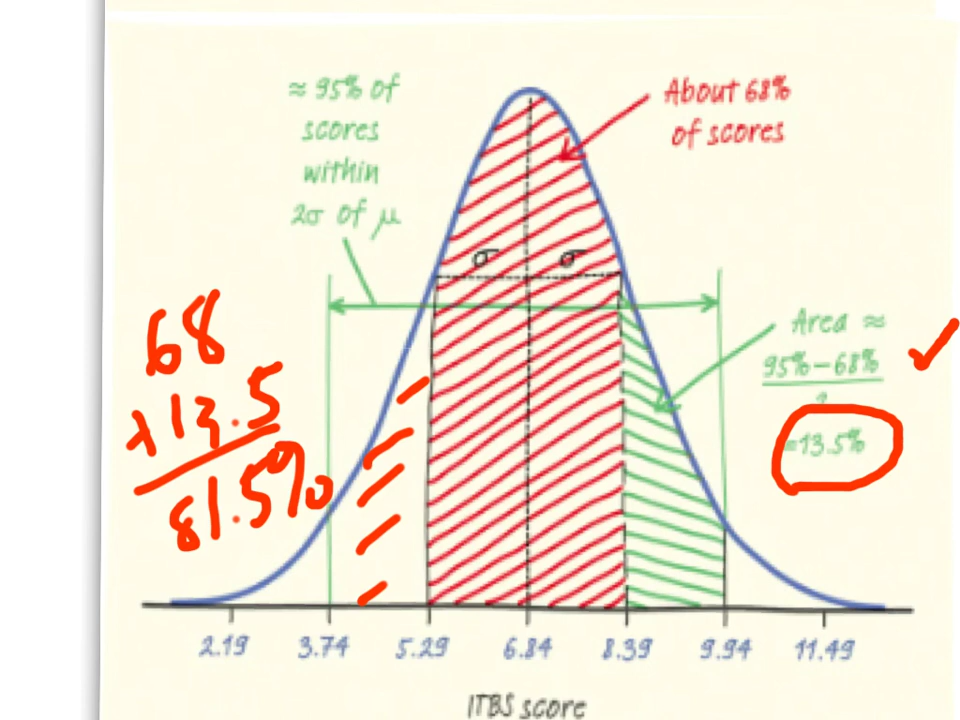 ≈ 95% of
scores
within
2σ of μ
About 68%
of scores
σ σ
Area ≈
95%-68%
2
=13.5%
68
+13.5
81.5%
2.19 3.74 5.29 6.84 8.39 9.94 11.49
ITBS score